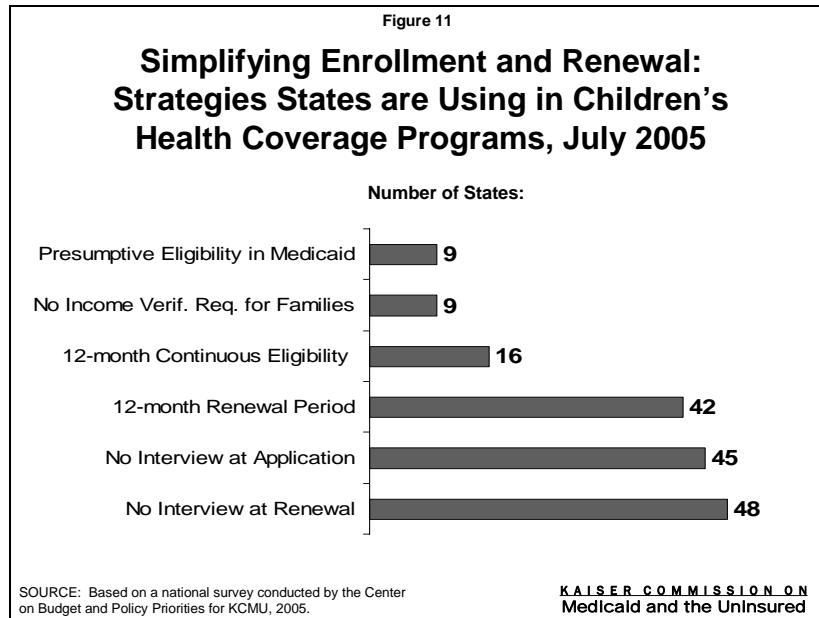 Figure 11
Simplifying Enrollment and Renewal:
Strategies States are Using in Children's
Health Coverage Programs, July 2005
Number of States:
Presumptive Eligibility in Medicaid 9
No Income Verif. Req. for Families 9
12-month Continuous Eligibility 16
12-month Renewal Period 42
No Interview at Application 45
No Interview at Renewal 48
SOURCE: Based on a national survey conducted by the Center
on Budget and Policy Priorities for KCMU, 2005.
KAISER COMMISSION ON
Medicaid and the Uninsured